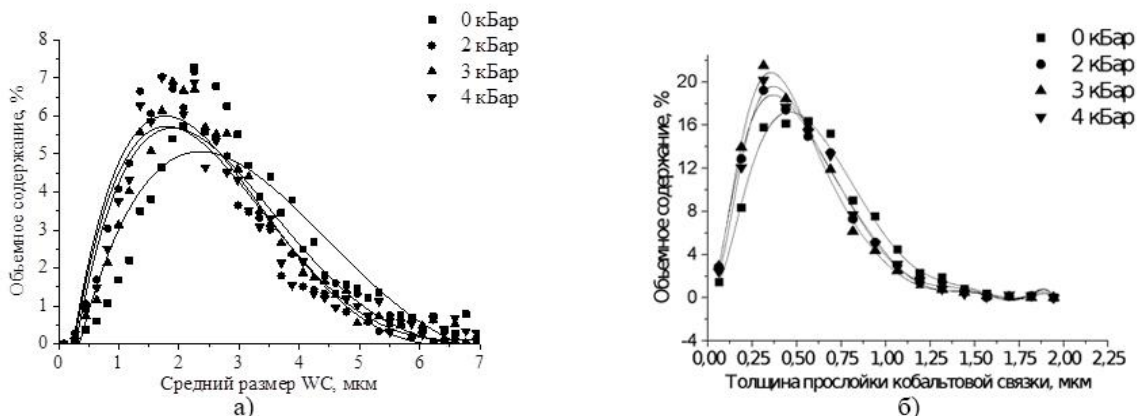 0 кБар
2 кБар
3 кБар
4 кБар
8
7
6
5
4
3
2
1
0
Объемное содержание, %
0 1 2 3 4 5 6 7
Средний размер WC, мкм
а)
0 кБар
2 кБар
3 кБар
4 кБар
20
16
12
8
4
0
-4
Объемное содержание, %
0,00 0,25 0,50 0,75 1,00 1,25 1,50 1,75 2,00 2,25
Толщина прослойки кобальтовой связки, мкм
б)